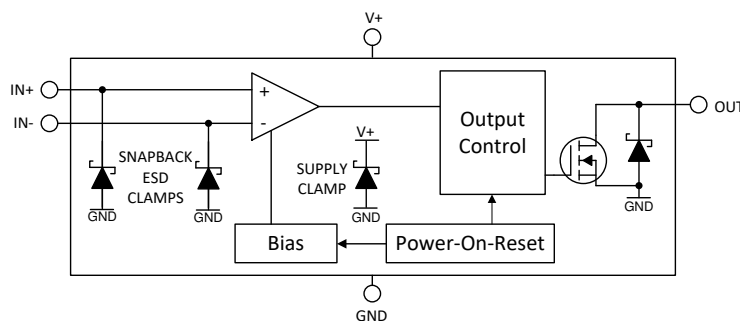 V+
IN+
IN-
+
-
SNAPBACK
ESD
CLAMPS
GND
GND
V+
SUPPLY
CLAMP
GND
Output
Control
OUT
GND
Bias
Power-On-Reset
GND